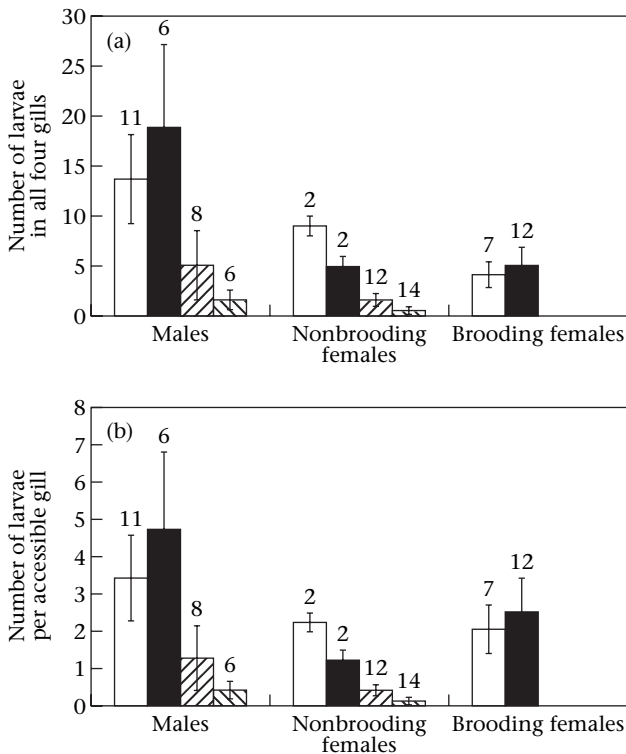 (a)
Number of larvae
in all four gills
30
25
20
15
10
5
0
11
6
8
6
2
2
12
14
7
12
Males
Nonbrooding
females
Brooding females
(b)
Number of larvae
per accessible gill
8
7
6
5
4
3
2
1
0
11
6
8
6
2
2
12
14
7
12
Males
Nonbrooding
females
Brooding females